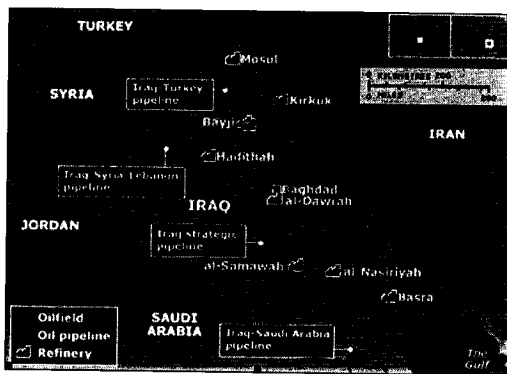 TURKEY
Mosul
SYRIA
Iraq-Turkey
pipeline
Kirkuk
Bayji
IRAN
Hadithah
Iraq-Syria-Lebanon
pipeline
Baghdad
al-Dawrah
IRAQ
JORDAN
Iraq strategic
pipeline
al-Samawah
al-Nasiriyah
Basra
Oilfield
Oil pipeline
Refinery
SAUDI
ARABIA
Iraq-Saudi Arabia
pipeline
The
Gulf